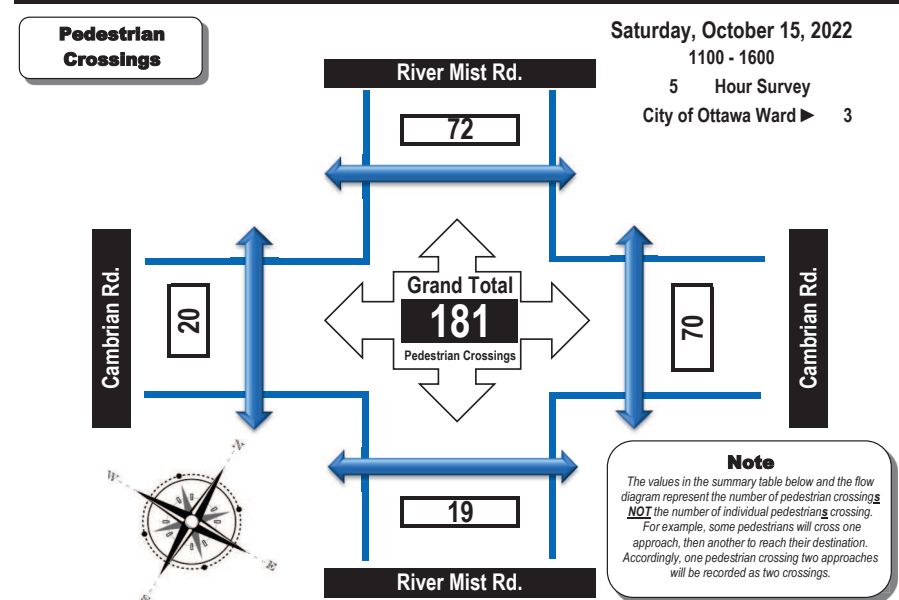 Pedestrian
Crossings
Saturday, October 15, 2022
1100 - 1600
5 Hour Survey
City of Ottawa Ward ► 3
River Mist Rd.
72
Cambrian Rd.
20
Grand Total
181
Pedestrian Crossings
70
Cambrian Rd.
19
River Mist Rd.
N
W
E
S
Note
The values in the summary table below and the flow
diagram represent the number of pedestrian crossings
NOT the number of individual pedestrians crossing.
For example, some pedestrians will cross one
approach, then another to reach their destination.
Accordingly, one pedestrian crossing two approaches
will be recorded as two crossings.